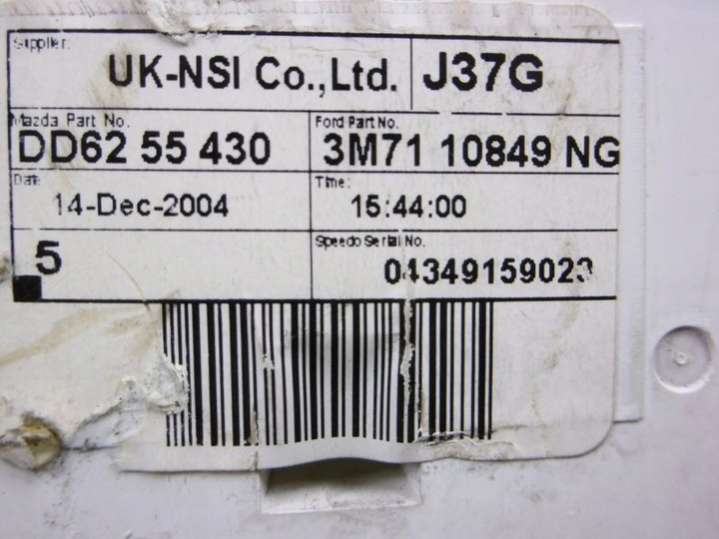 Supplier:
UK-NSI Co.,Ltd. J37G
Mazda Part No. Ford Part No.
DD62 55 430 3M71 10849 NG
Date Time:
14-Dec-2004 15:44:00
Speedo Serial No.
5 04349159023